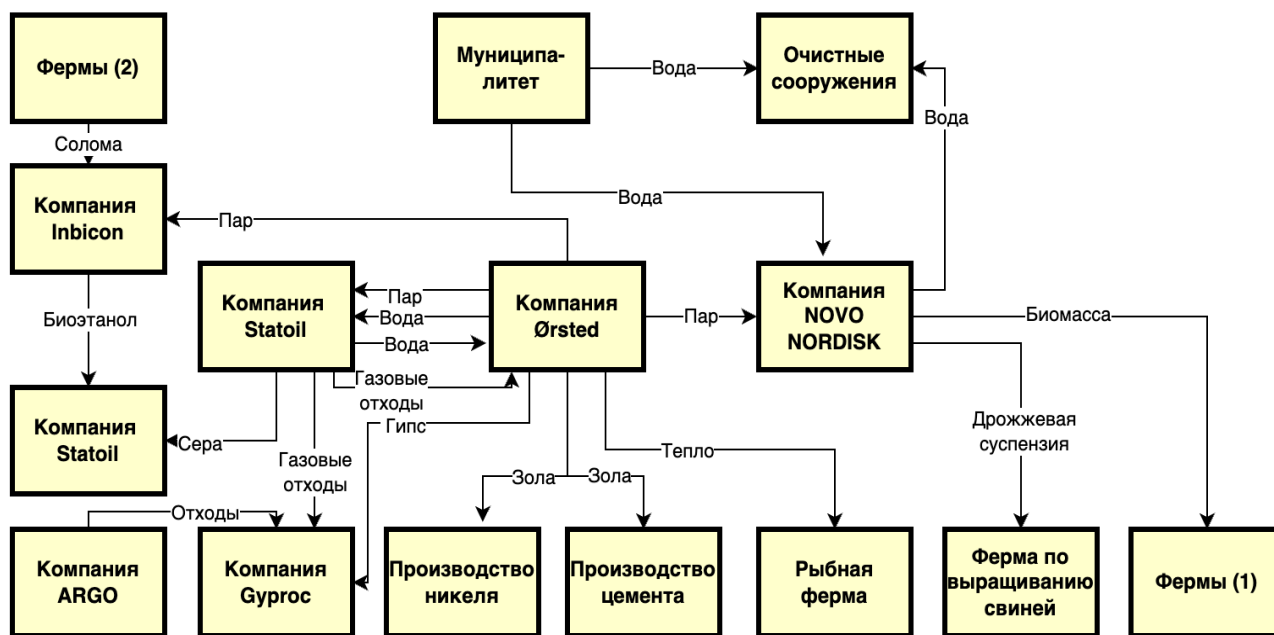 Фермы (2)
Муниципа-
литет
Вода
Очистные
сооружения
Вода
Солома
Вода
Компания
Inbicon
Пар
Компания
Statoil
Пар
Вода
Вода
Компания
Ørsted
Пар
Компания
NOVO
NORDISK
Биомасса
Биоэтанол
Газовые
отходы
Гипс
Компания
Statoil
Сера
Газовые
отходы
Зола
Зола
Тепло
Дрожжевая
суспензия
Отходы
Компания
ARGO
Компания
Gyproc
Производство
никеля
Производство
цемента
Рыбная
ферма
Ферма по
выращиванию
свиней
Фермы (1)